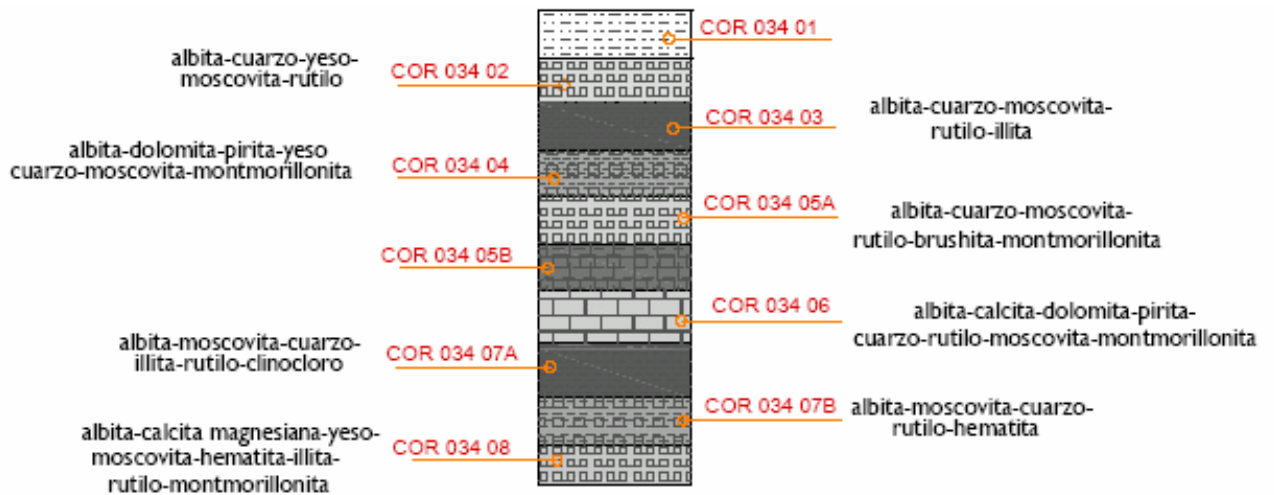 COR 034 01
albita-cuarzo-yeso-
moscovita-rutilo
COR 034 02
COR 034 03
albita-cuarzo-moscovita-
rutilo-illita
albita-dolomita-pirita-yeso
cuarzo-moscovita-montmorillonita
COR 034 04
COR 034 05A
albita-cuarzo-moscovita-
rutilo-brushita-montmorillonita
COR 034 05B
COR 034 06
albita-calcita-dolomita-pirita-
cuarzo-rutilo-moscovita-montmorillonita
albita-moscovita-cuarzo-
illita-rutilo-clinocloro
COR 034 07A
COR 034 07B
albita-moscovita-cuarzo-
rutilo-hematita
albita-calcita magnesiana-yeso-
moscovita-hematita-illita-
rutilo-montmorillonita
COR 034 08